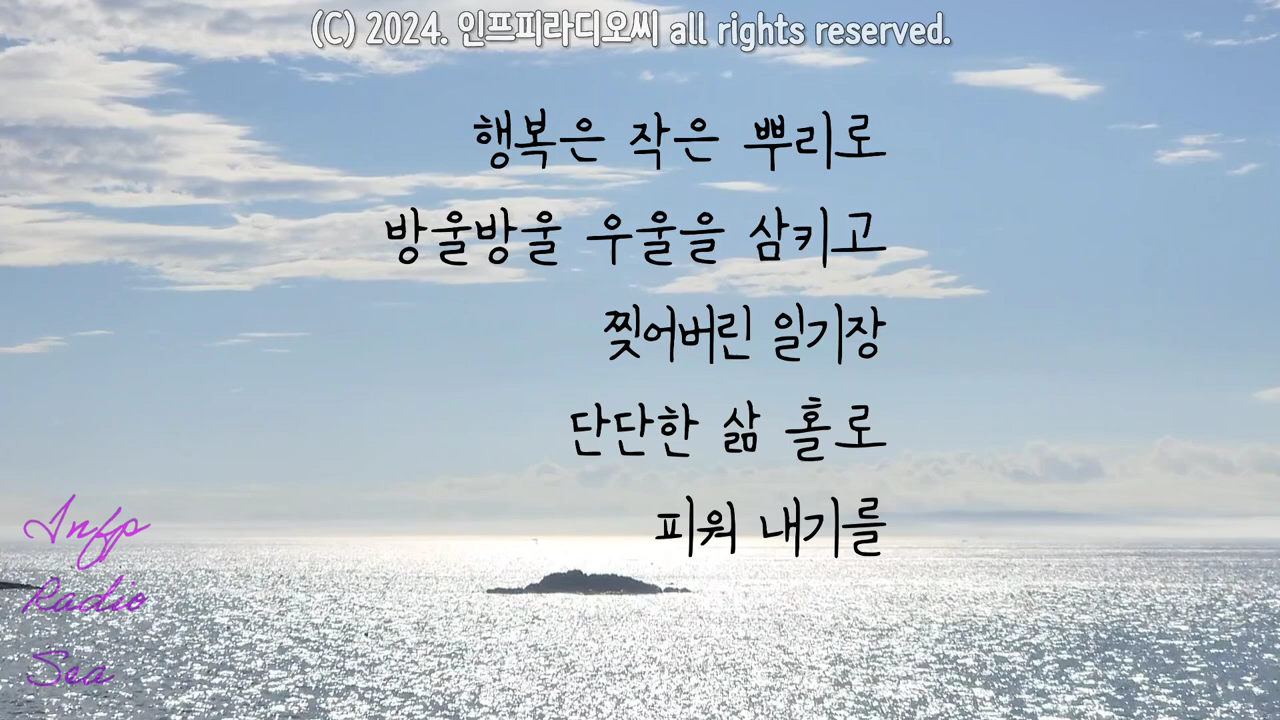 (C) 2024. 인프피라디오씨 all rights reserved.
행복은 작은 뿌리로
방울방울 우울을 삼키고
찢어버린 일기장
단단한 삶 홀로
피워 내기를
Infp
Radio
Sea